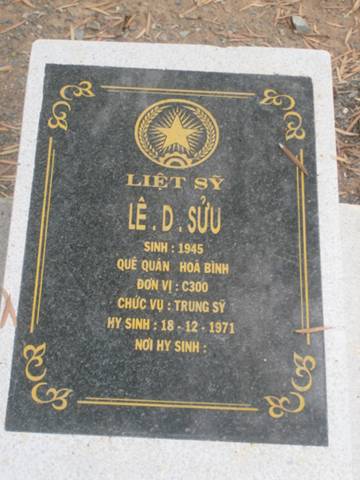 LIỆT SỸ
LÊ . D . SỬU
SINH : 1945
QUÊ QUÁN HOÀ BÌNH
ĐƠN VỊ : C300
CHỨC VỤ : TRUNG SỸ
HY SINH : 18 - 12 - 1971
NƠI HY SINH :